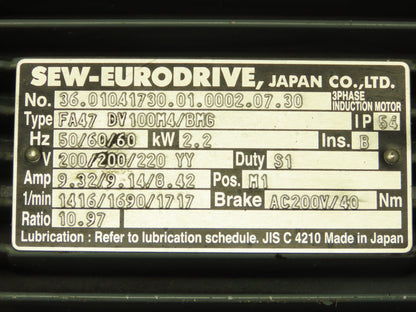 SEW-EURODRIVE, JAPAN CO.,LTD.
No. 36.01041730.01.0002.07.30 3PHASE INDUCTION MOTOR
Type FA47 DV100M4/BMG IP 54
Hz 50/60/60 kW 2.2 Ins. B
V 200/200/220 YY Duty S1
Amp 9.32/9.14/8.42 Pos. M1
1/min 1416/1690/1717 Brake AC200V/40 Nm
Ratio 10.97
Lubrication : Refer to lubrication schedule. JIS C 4210 Made in Japan